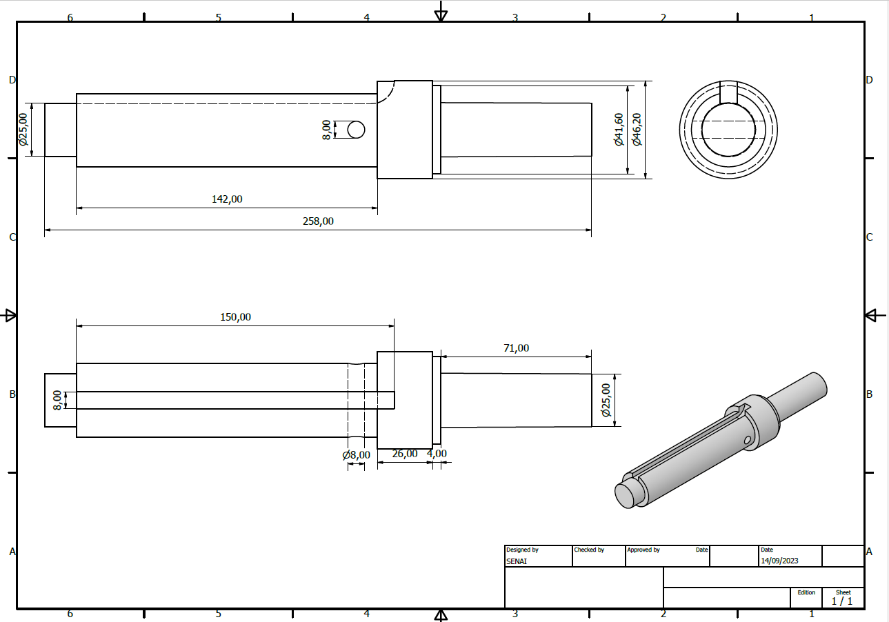 6 5 4 3 2 1
D D
Ø25,00
8,00
Ø41,60
Ø46,20
142,00
258,00
C C
150,00
71,00
B B
8,00
Ø25,00
Ø8,00
26,00
4,00
A A
Designed by Checked by Approved by Date Date
SENAI 14/09/2023
Edition Sheet
1 / 1
6 5 4 3 2 1